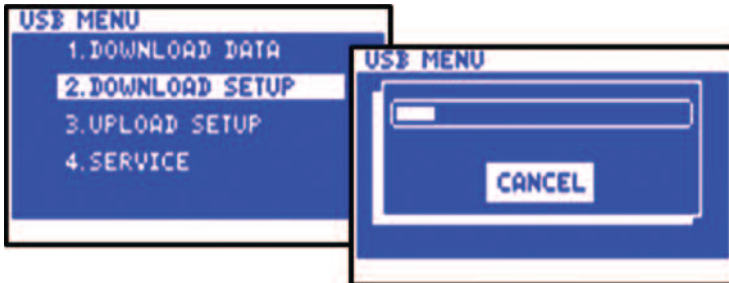 USB MENU
1.DOWNLOAD DATA
2.DOWNLOAD SETUP
3.UPLOAD SETUP
4.SERVICE
USB MENU
CANCEL